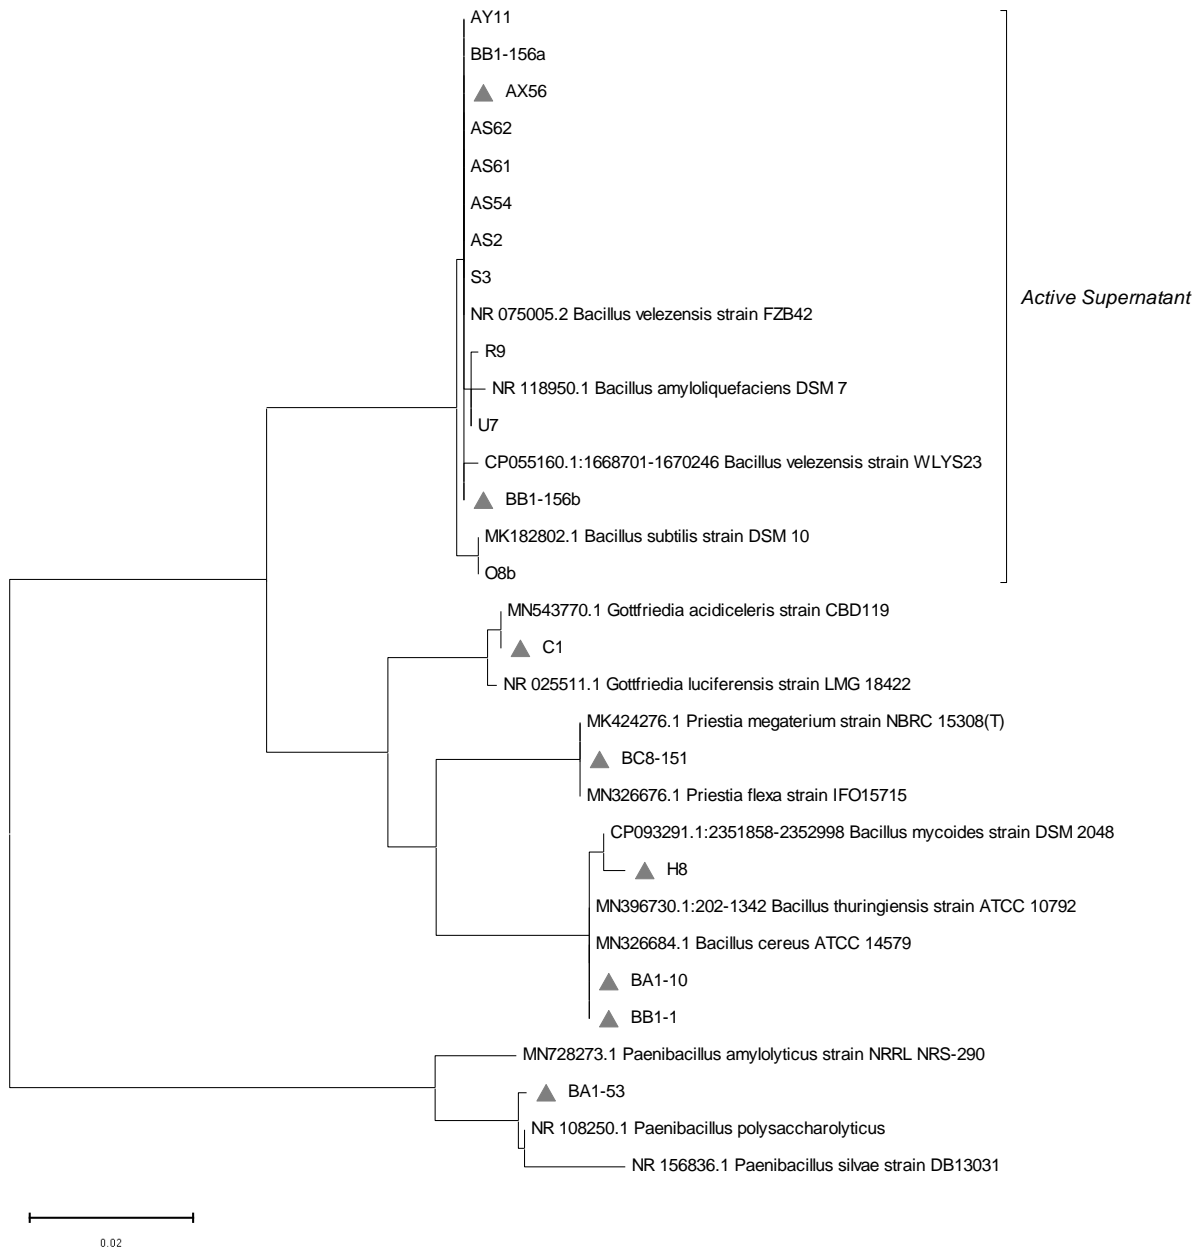 AY11
BB1-156a
AX56
AS62
AS61
AS54
AS2
S3
Active Supernatant
NR 075005.2 Bacillus velezensis strain FZB42
R9
NR 118950.1 Bacillus amyloliquefaciens DSM 7
U7
CP055160.1:1668701-1670246 Bacillus velezensis strain WLYS23
BB1-156b
MK182802.1 Bacillus subtilis strain DSM 10
O8b
MN543770.1 Gottfriedia acidiceleris strain CBD119
C1
NR 025511.1 Gottfriedia luciferensis strain LMG 18422
MK424276.1 Priestia megaterium strain NBRC 15308(T)
BC8-151
MN326676.1 Priestia flexa strain IFO15715
CP093291.1:2351858-2352998 Bacillus mycoides strain DSM 2048
H8
MN396730.1:202-1342 Bacillus thuringiensis strain ATCC 10792
MN326684.1 Bacillus cereus ATCC 14579
BA1-10
BB1-1
MN728273.1 Paenibacillus amylolyticus strain NRRL NRS-290
BA1-53
NR 108250.1 Paenibacillus polysaccharolyticus
NR 156836.1 Paenibacillus silvae strain DB13031
0.02